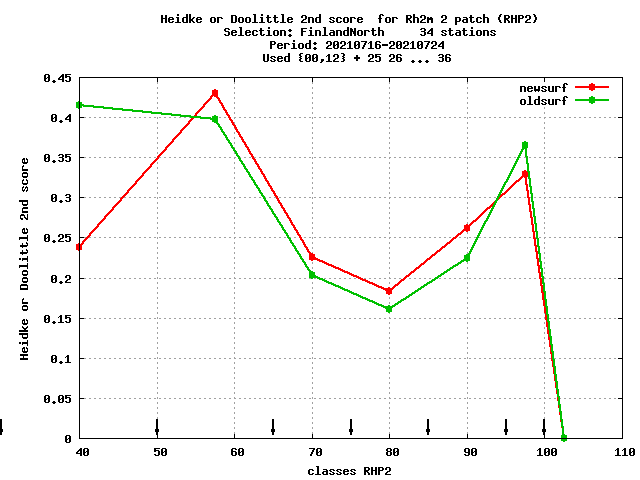 Heidke or Doolittle 2nd score  for Rh2m 2 patch (RHP2)
Selection: FinlandNorth     34 stations
Period: 20210716-20210724
Used {00,12} + 25 26 ... 36
newsurf
oldsurf
Heidke or Doolittle 2nd score
0.45
0.4
0.35
0.3
0.25
0.2
0.15
0.1
0.05
0
40 50 60 70 80 90 100 110
classes RHP2